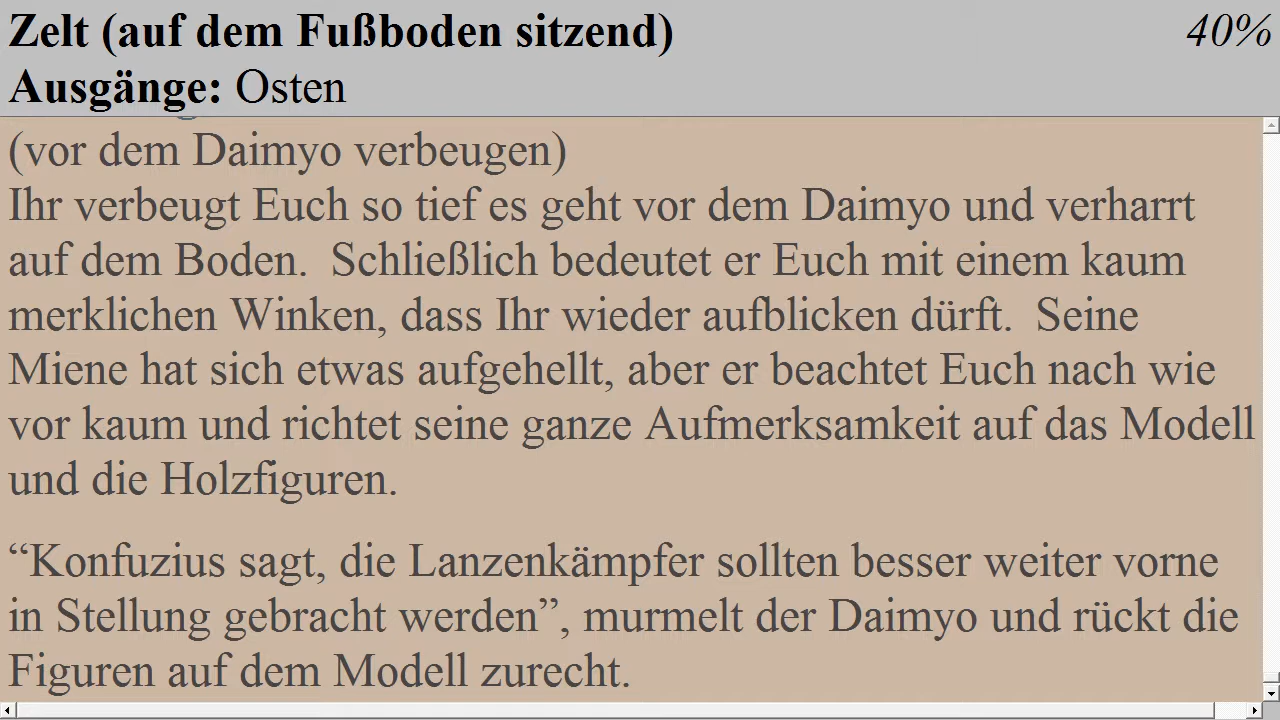 Zelt (auf dem Fußboden sitzend) 40%
Ausgänge: Osten
(vor dem Daimyo verbeugen)
Ihr verbeugt Euch so tief es geht vor dem Daimyo und verharrt
auf dem Boden.  Schließlich bedeutet er Euch mit einem kaum
merklichen Winken, dass Ihr wieder aufblicken dürft.  Seine
Miene hat sich etwas aufgehellt, aber er beachtet Euch nach wie
vor kaum und richtet seine ganze Aufmerksamkeit auf das Modell
und die Holzfiguren.
“Konfuzius sagt, die Lanzenkämpfer sollten besser weiter vorne
in Stellung gebracht werden”, murmelt der Daimyo und rückt die
Figuren auf dem Modell zurecht.